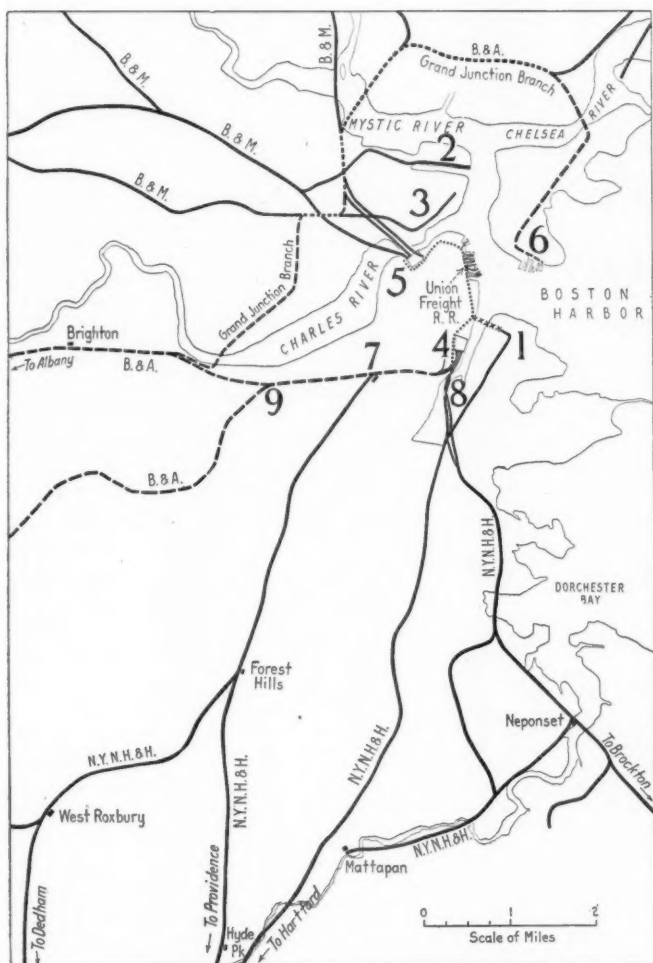 B. & M.
B. & M.
B. & A.
Grand Junction Branch
RIVER
MYSTIC RIVER
CHELSEA
B. & M.
2
B. & M.
3
6
5
Grand Junction Branch
CHARLES RIVER
Union
Freight
R.R.
BOSTON
HARBOR
Brighton
To Albany
B. & A.
7
4
1
9
8
B. & A.
N.Y.N.H.& H.
DORCHESTER
BAY
Forest
Hills
Neponset
To Brockton
N.Y.N.H.& H.
N.Y.N.H.& H.
N.Y.N.H.& H.
West Roxbury
Mattapan
N.Y.N.H.& H.
To Dedham
To Providence
Hyde
Pk.
To Hartford
0 2
Scale of Miles